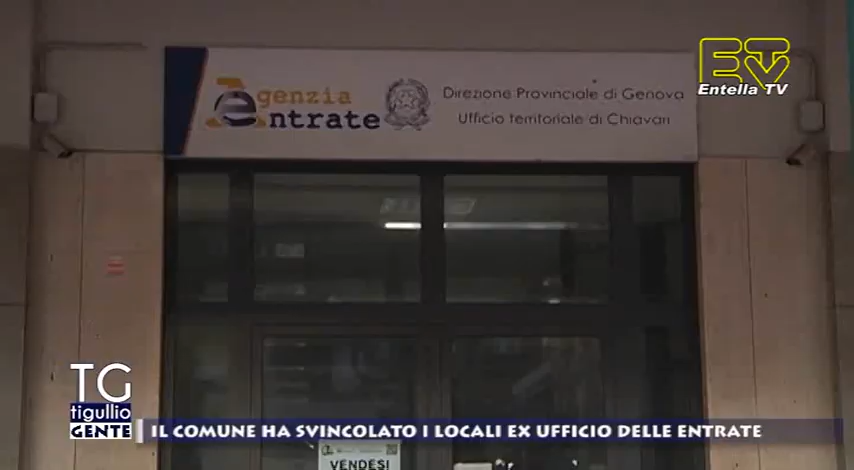 ETV
Entella TV
Agenzia
Entrate
Direzione Provinciale di Genova
Ufficio territoriale di Chiavari
TG
tigullio
GENTE
IL COMUNE HA SVINCOLATO I LOCALI EX UFFICIO DELLE ENTRATE
VENDESI